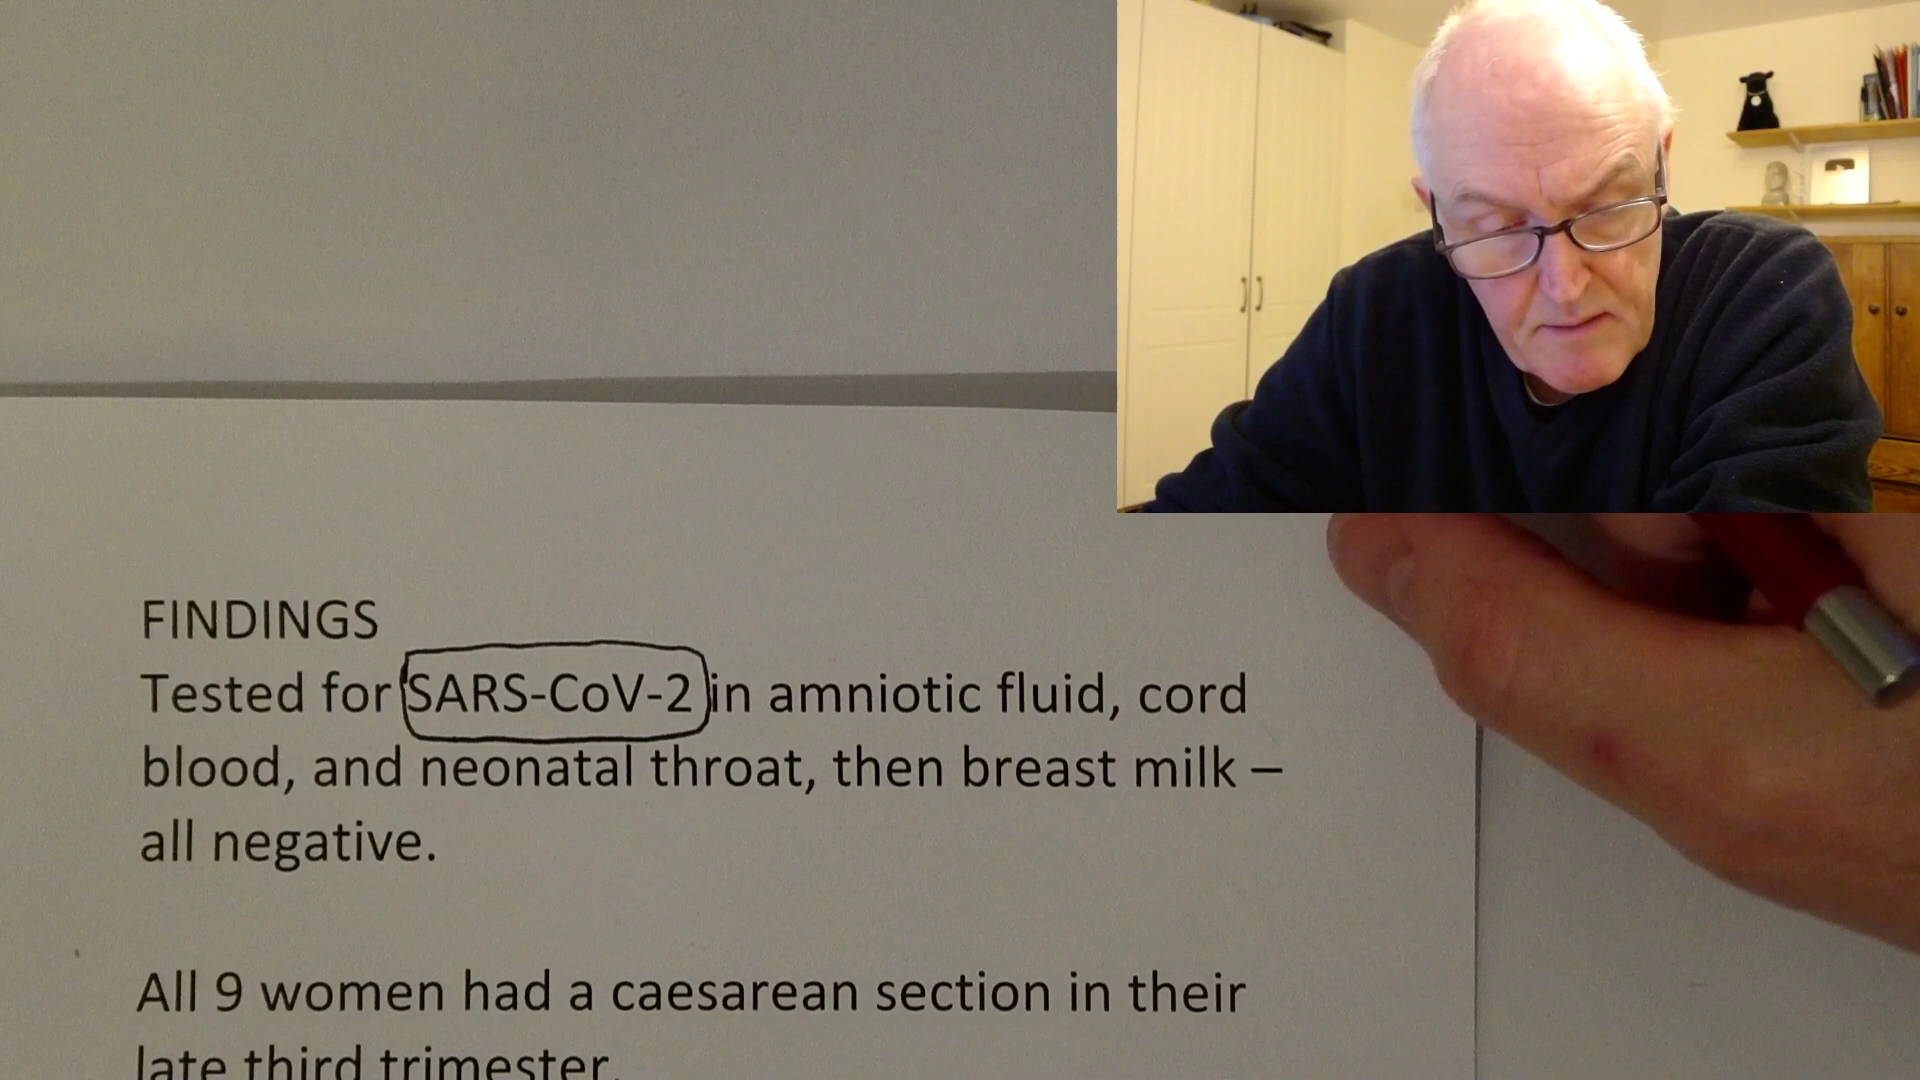 FINDINGS
Tested for SARS-CoV-2 in amniotic fluid, cord
blood, and neonatal throat, then breast milk –
all negative.
All 9 women had a caesarean section in their
late third trimester.